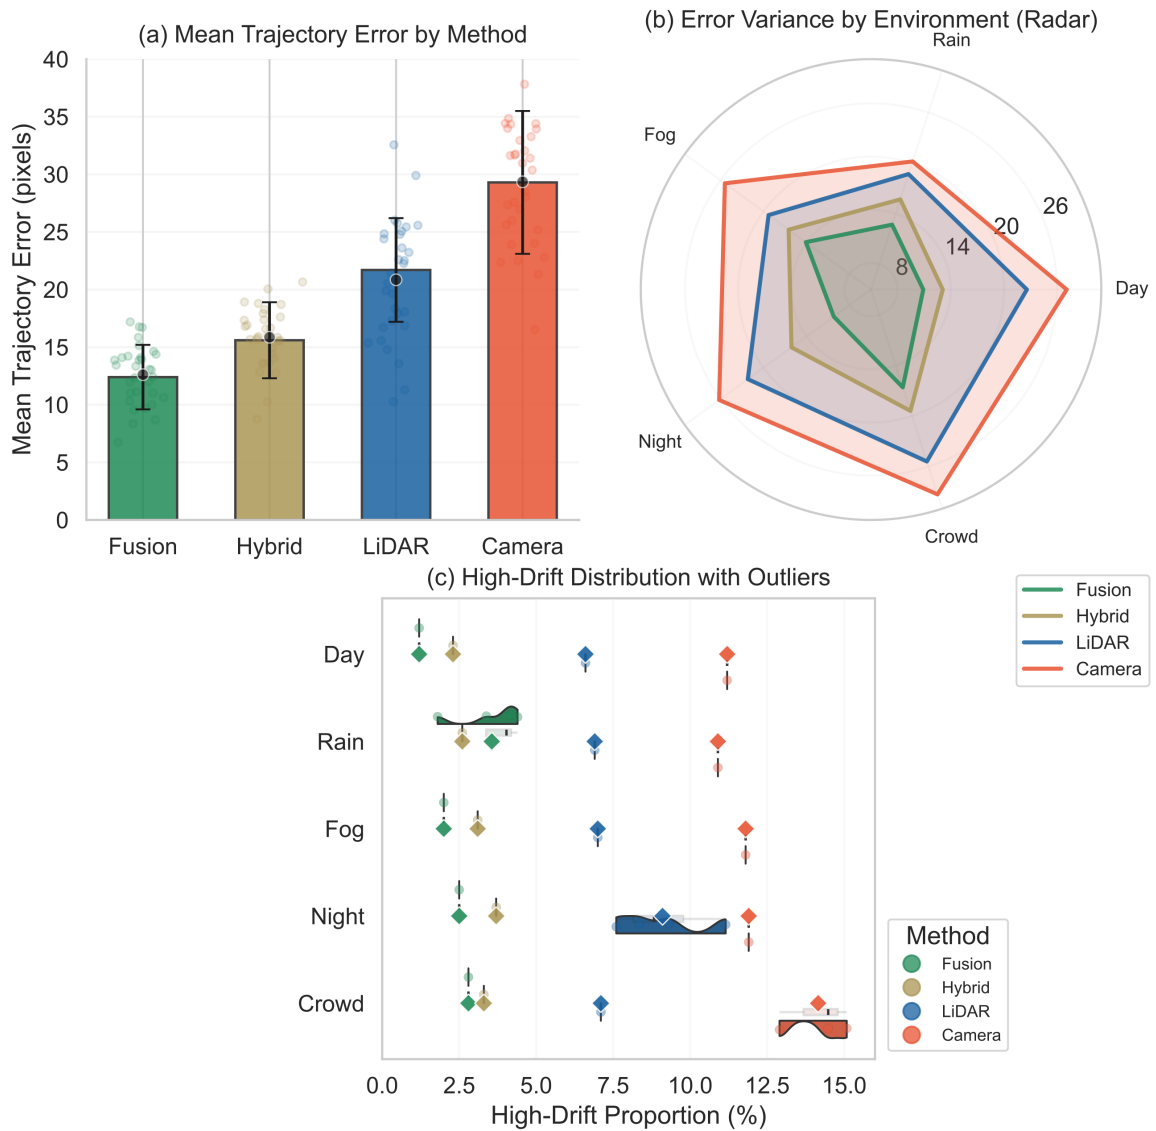 (a) Mean Trajectory Error by Method
Mean Trajectory Error (pixels)
40
35
30
25
20
15
10
5
0
Fusion
Hybrid
LiDAR
Camera
(b) Error Variance by Environment (Radar)
Rain
Fog
Day
Night
Crowd
8
14
20
26
(c) High-Drift Distribution with Outliers
Day
Rain
Fog
Night
Crowd
0.0
2.5
5.0
7.5
10.0
12.5
15.0
High-Drift Proportion (%)
Fusion
Hybrid
LiDAR
Camera
Method
Fusion
Hybrid
LiDAR
Camera